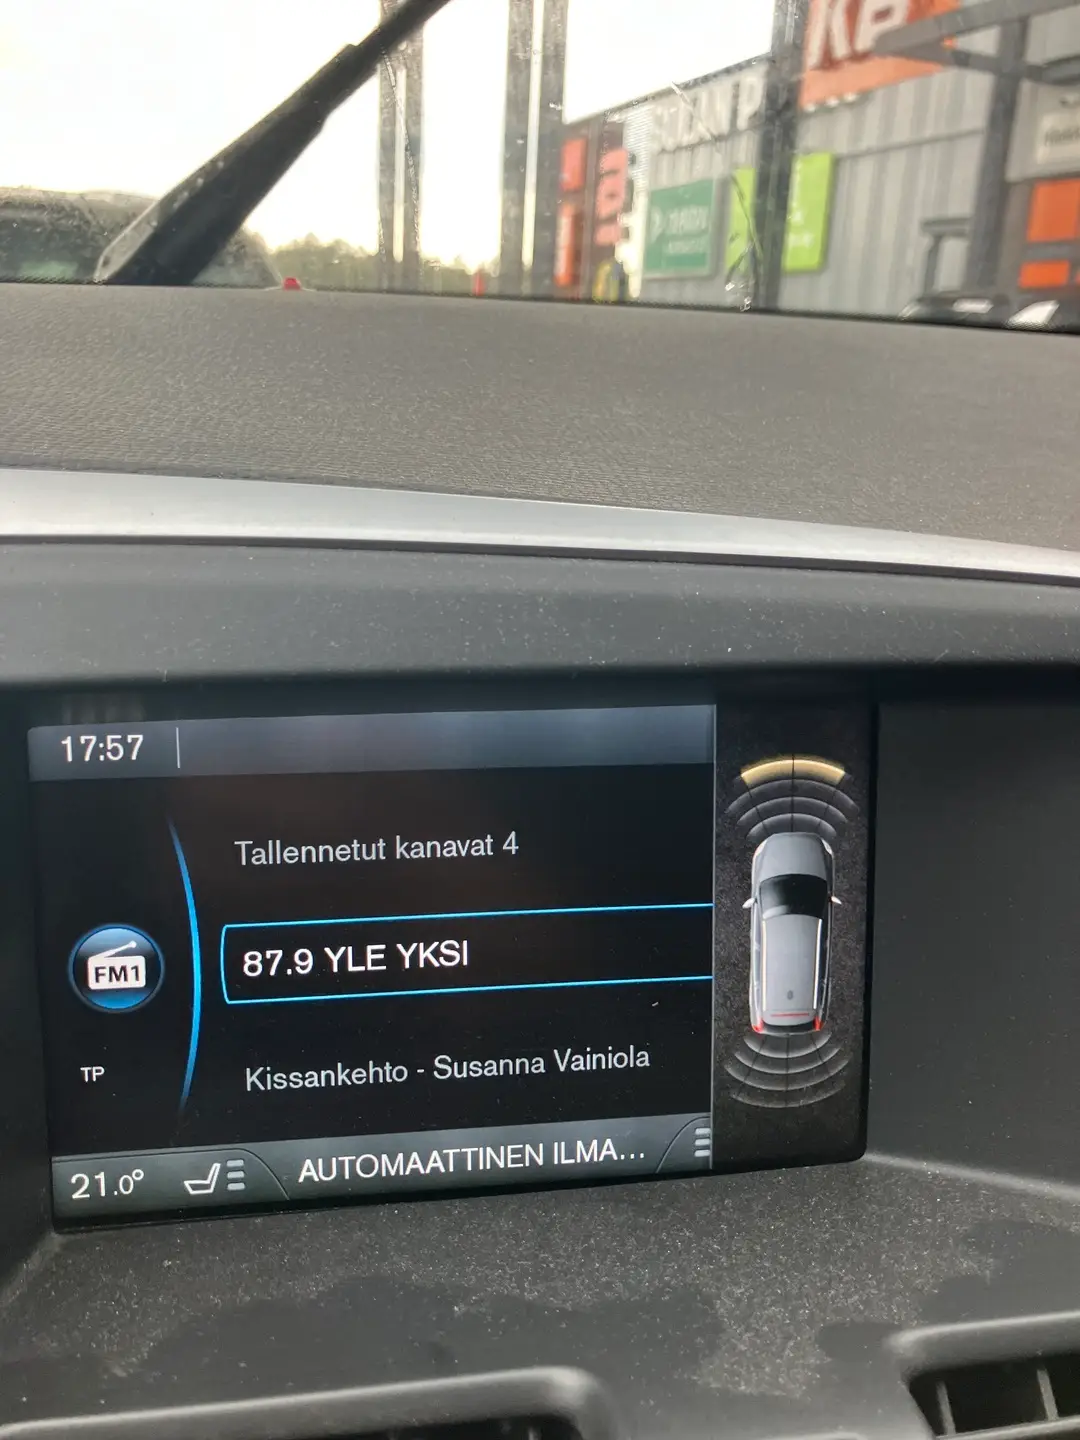 17:57
Tallennetut kanavat 4
87.9 YLE YKSI
FM1
TP
Kissankehto - Susanna Vainiola
21.0° AUTOMAATTINEN ILMA...